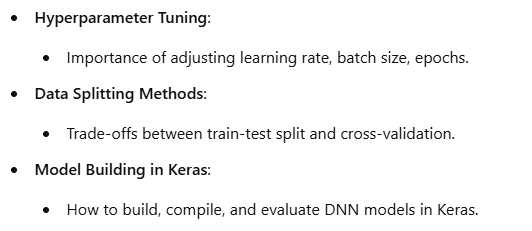 • Hyperparameter Tuning:
• Importance of adjusting learning rate, batch size, epochs.
• Data Splitting Methods:
• Trade-offs between train-test split and cross-validation.
• Model Building in Keras:
• How to build, compile, and evaluate DNN models in Keras.